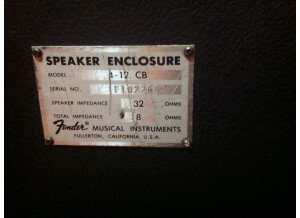 SPEAKER ENCLOSURE
MODEL 4-12 CB
SERIAL NO.
SPEAKER IMPEDANCE 32 OHMS
TOTAL IMPEDANCE 8 OHMS
Fender MUSICAL INSTRUMENTS
FULLERTON, CALIFORNIA U.S.A.